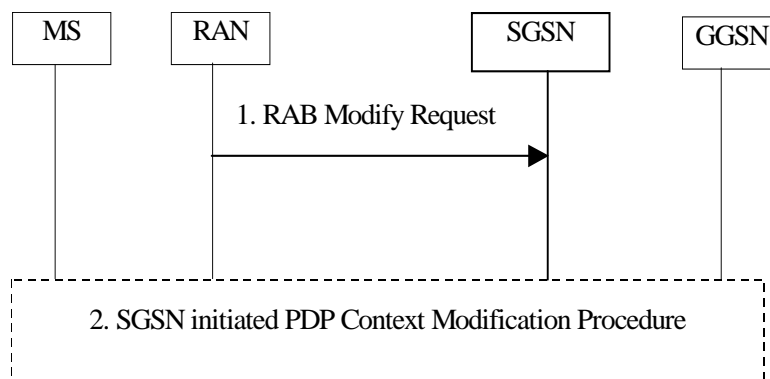 MS
RAN
SGSN
GGSN
1. RAB Modify Request
2. SGSN initiated PDP Context Modification Procedure